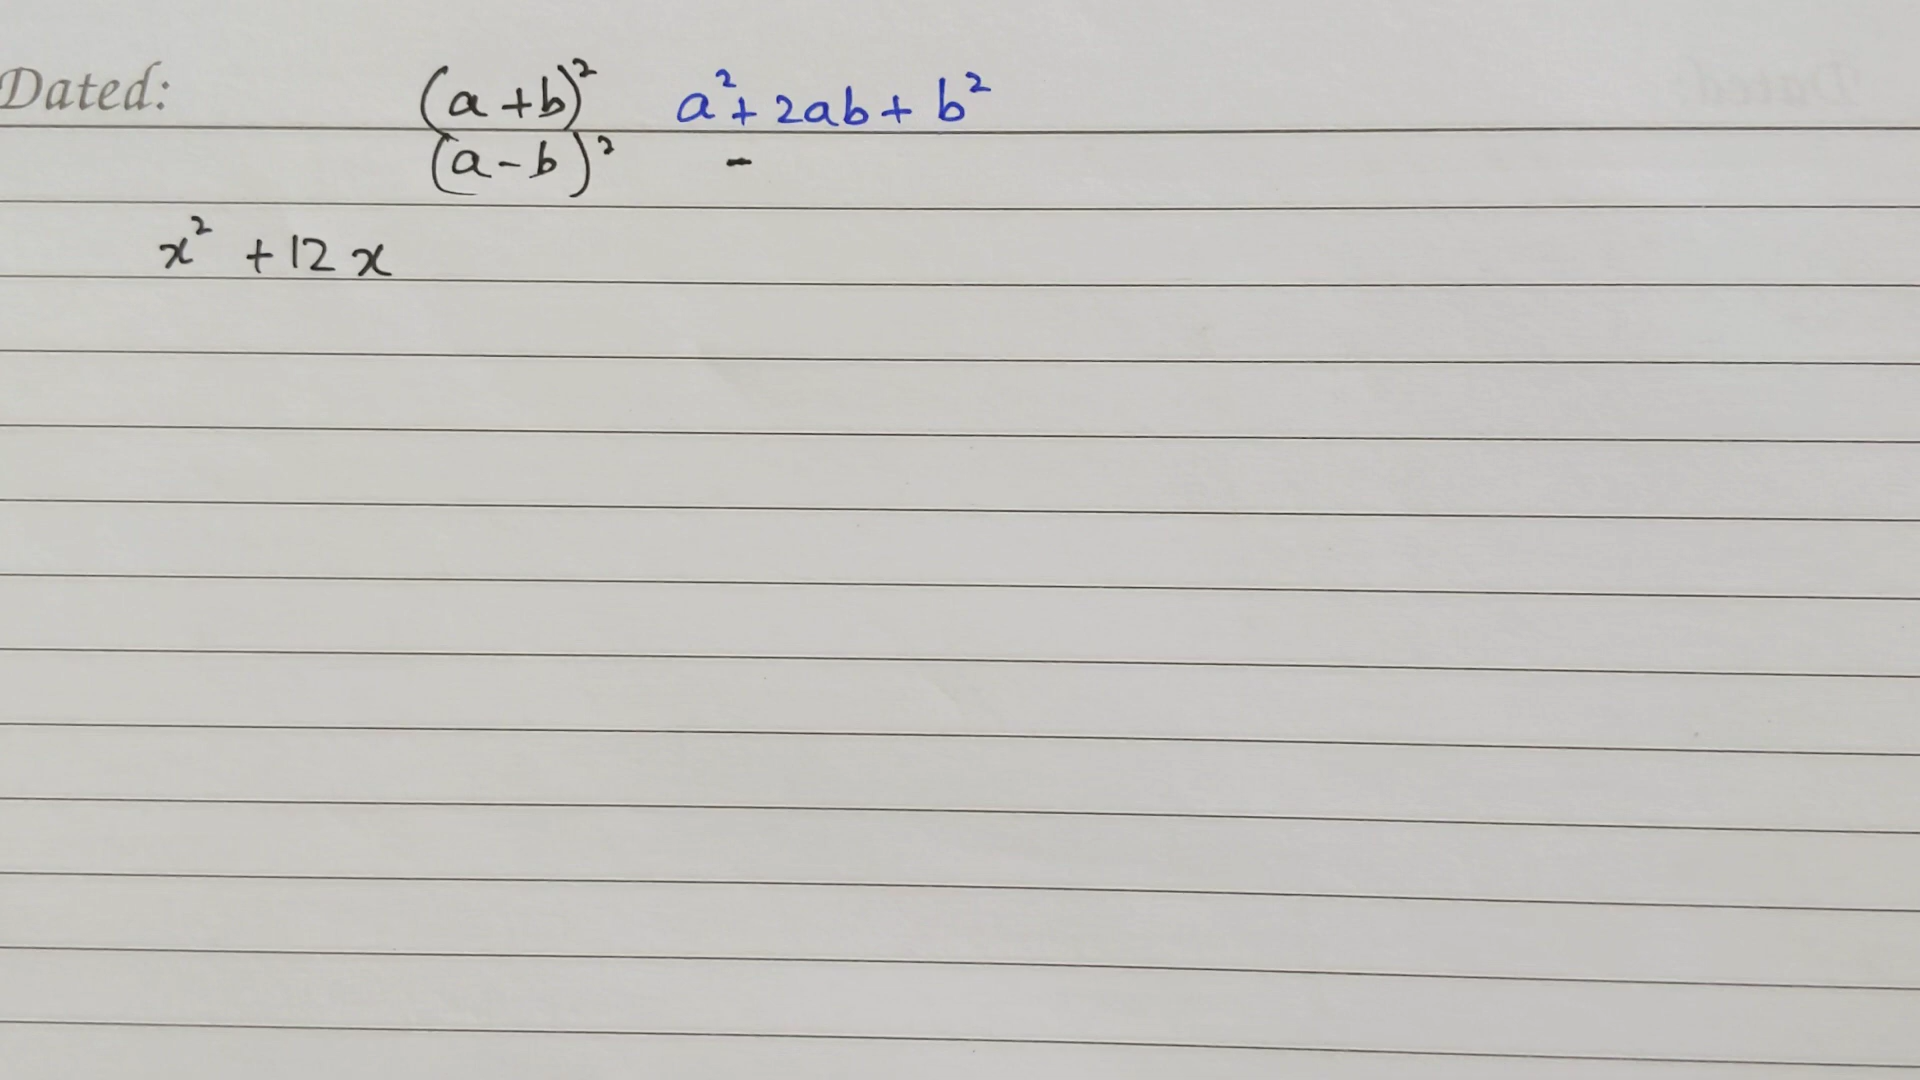 Dated:
(a+b)² a²+2ab+b²
(a-b)² -
x² +12x